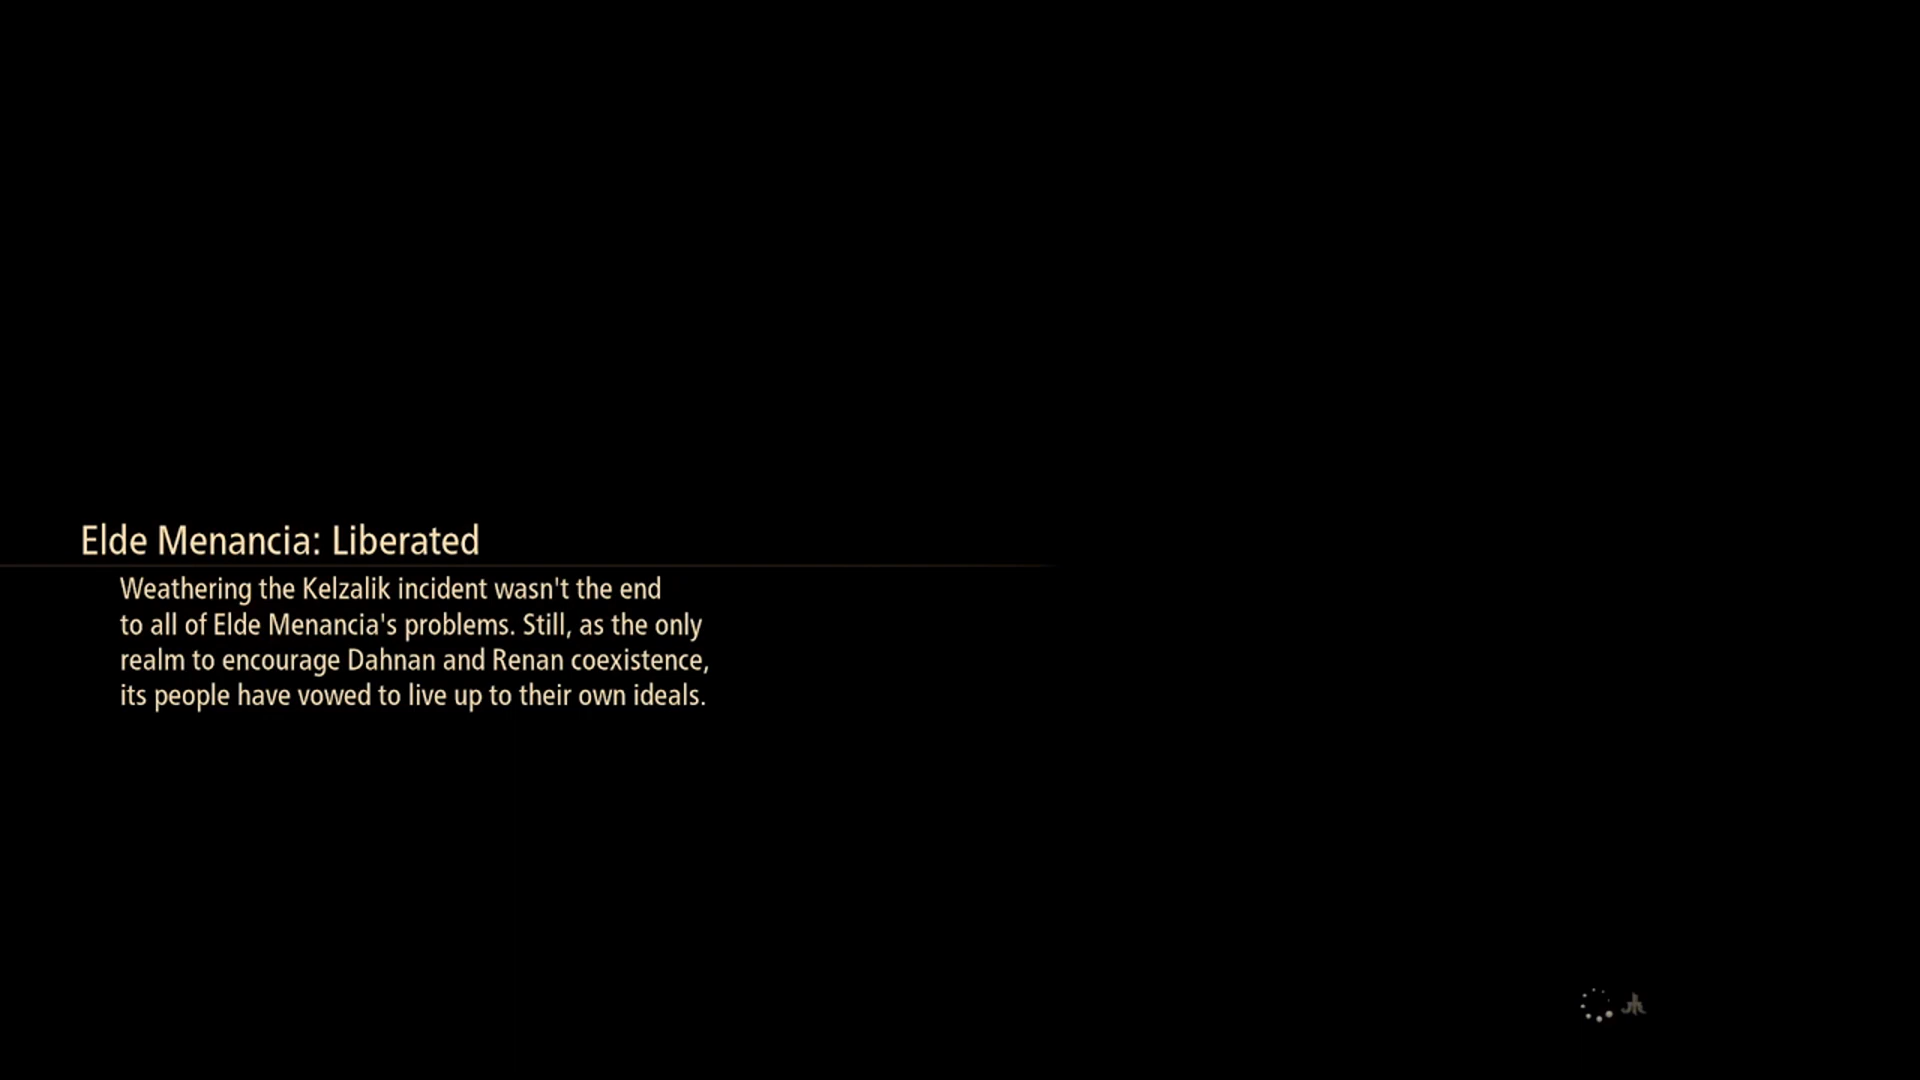 Elde Menancia: Liberated
Weathering the Kelzalik incident wasn't the end
to all of Elde Menancia's problems. Still, as the only
realm to encourage Dahnan and Renan coexistence,
its people have vowed to live up to their own ideals.